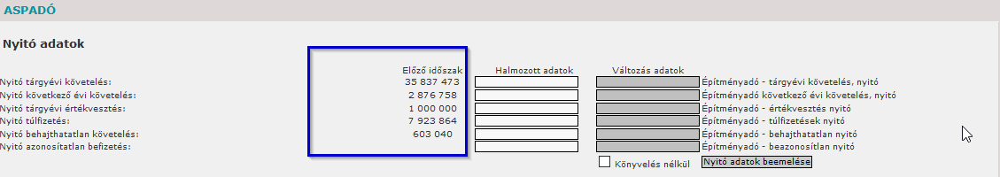 ASPADÓ
Nyitó adatok
Előző időszak Halmozott adatok Változás adatok
Nyitó tárgyévi követelés: 35 837 473 Építményadó - tárgyévi követelés, nyitó
Nyitó következő évi követelés: 2 876 758 Építményadó következő évi követelés, nyitó
Nyitó tárgyévi értékvesztés: 1 000 000 Építményadó - értékvesztés nyitó
Nyitó túlfizetés: 7 923 864 Építményadó - túlfizetések nyitó
Nyitó behajthatatlan követelés: 603 040 Építményadó - behajthatatlan nyitó
Nyitó azonosítatlan befizetés: Építményadó - beazonosítlan nyitó
Könyvelés nélkül Nyitó adatok beemelése